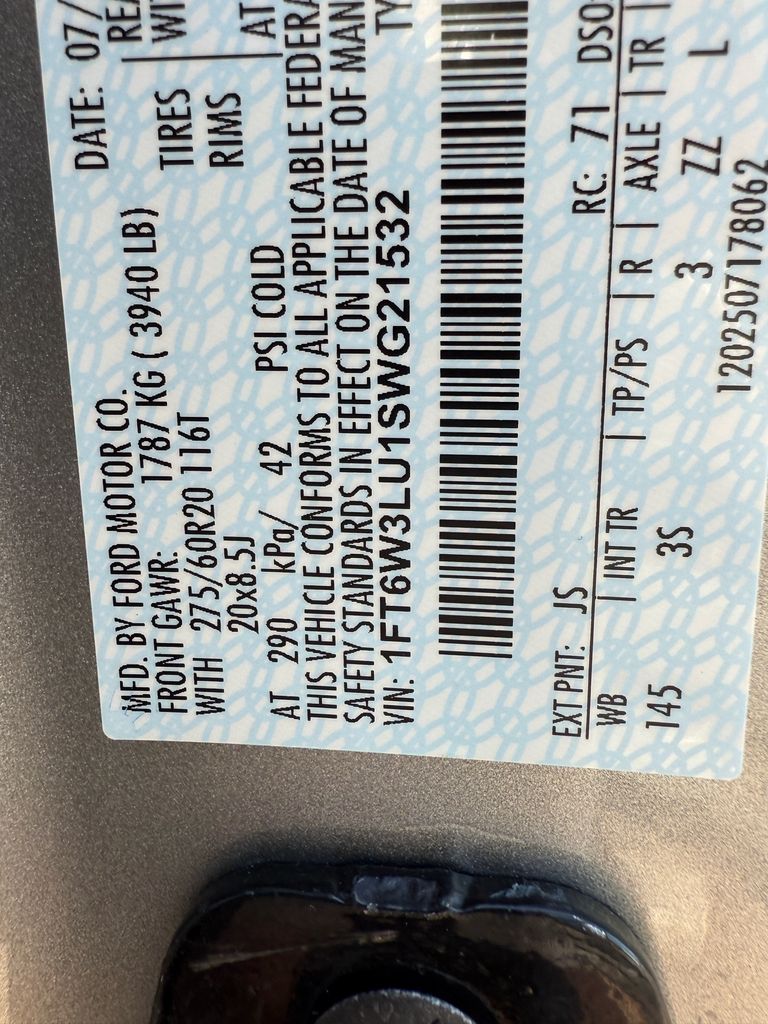 MFD. BY FORD MOTOR CO. DATE: 07/
FRONT GAWR: 1787 KG ( 3940 LB)
WITH 275/60R20 116T TIRES
20x8.5J RIMS
AT 290 kPa/ 42 PSI COLD AT
THIS VEHICLE CONFORMS TO ALL APPLICABLE
SAFETY STANDARDS IN EFFECT ON THE DATE OF
VIN: 1FT6W3LU1SWG21532
EXT PNT: JS RC: 71 DSO:
WB INT TR TP/PS R AXLE TR
145 3S 3 ZZ L
1202507178062